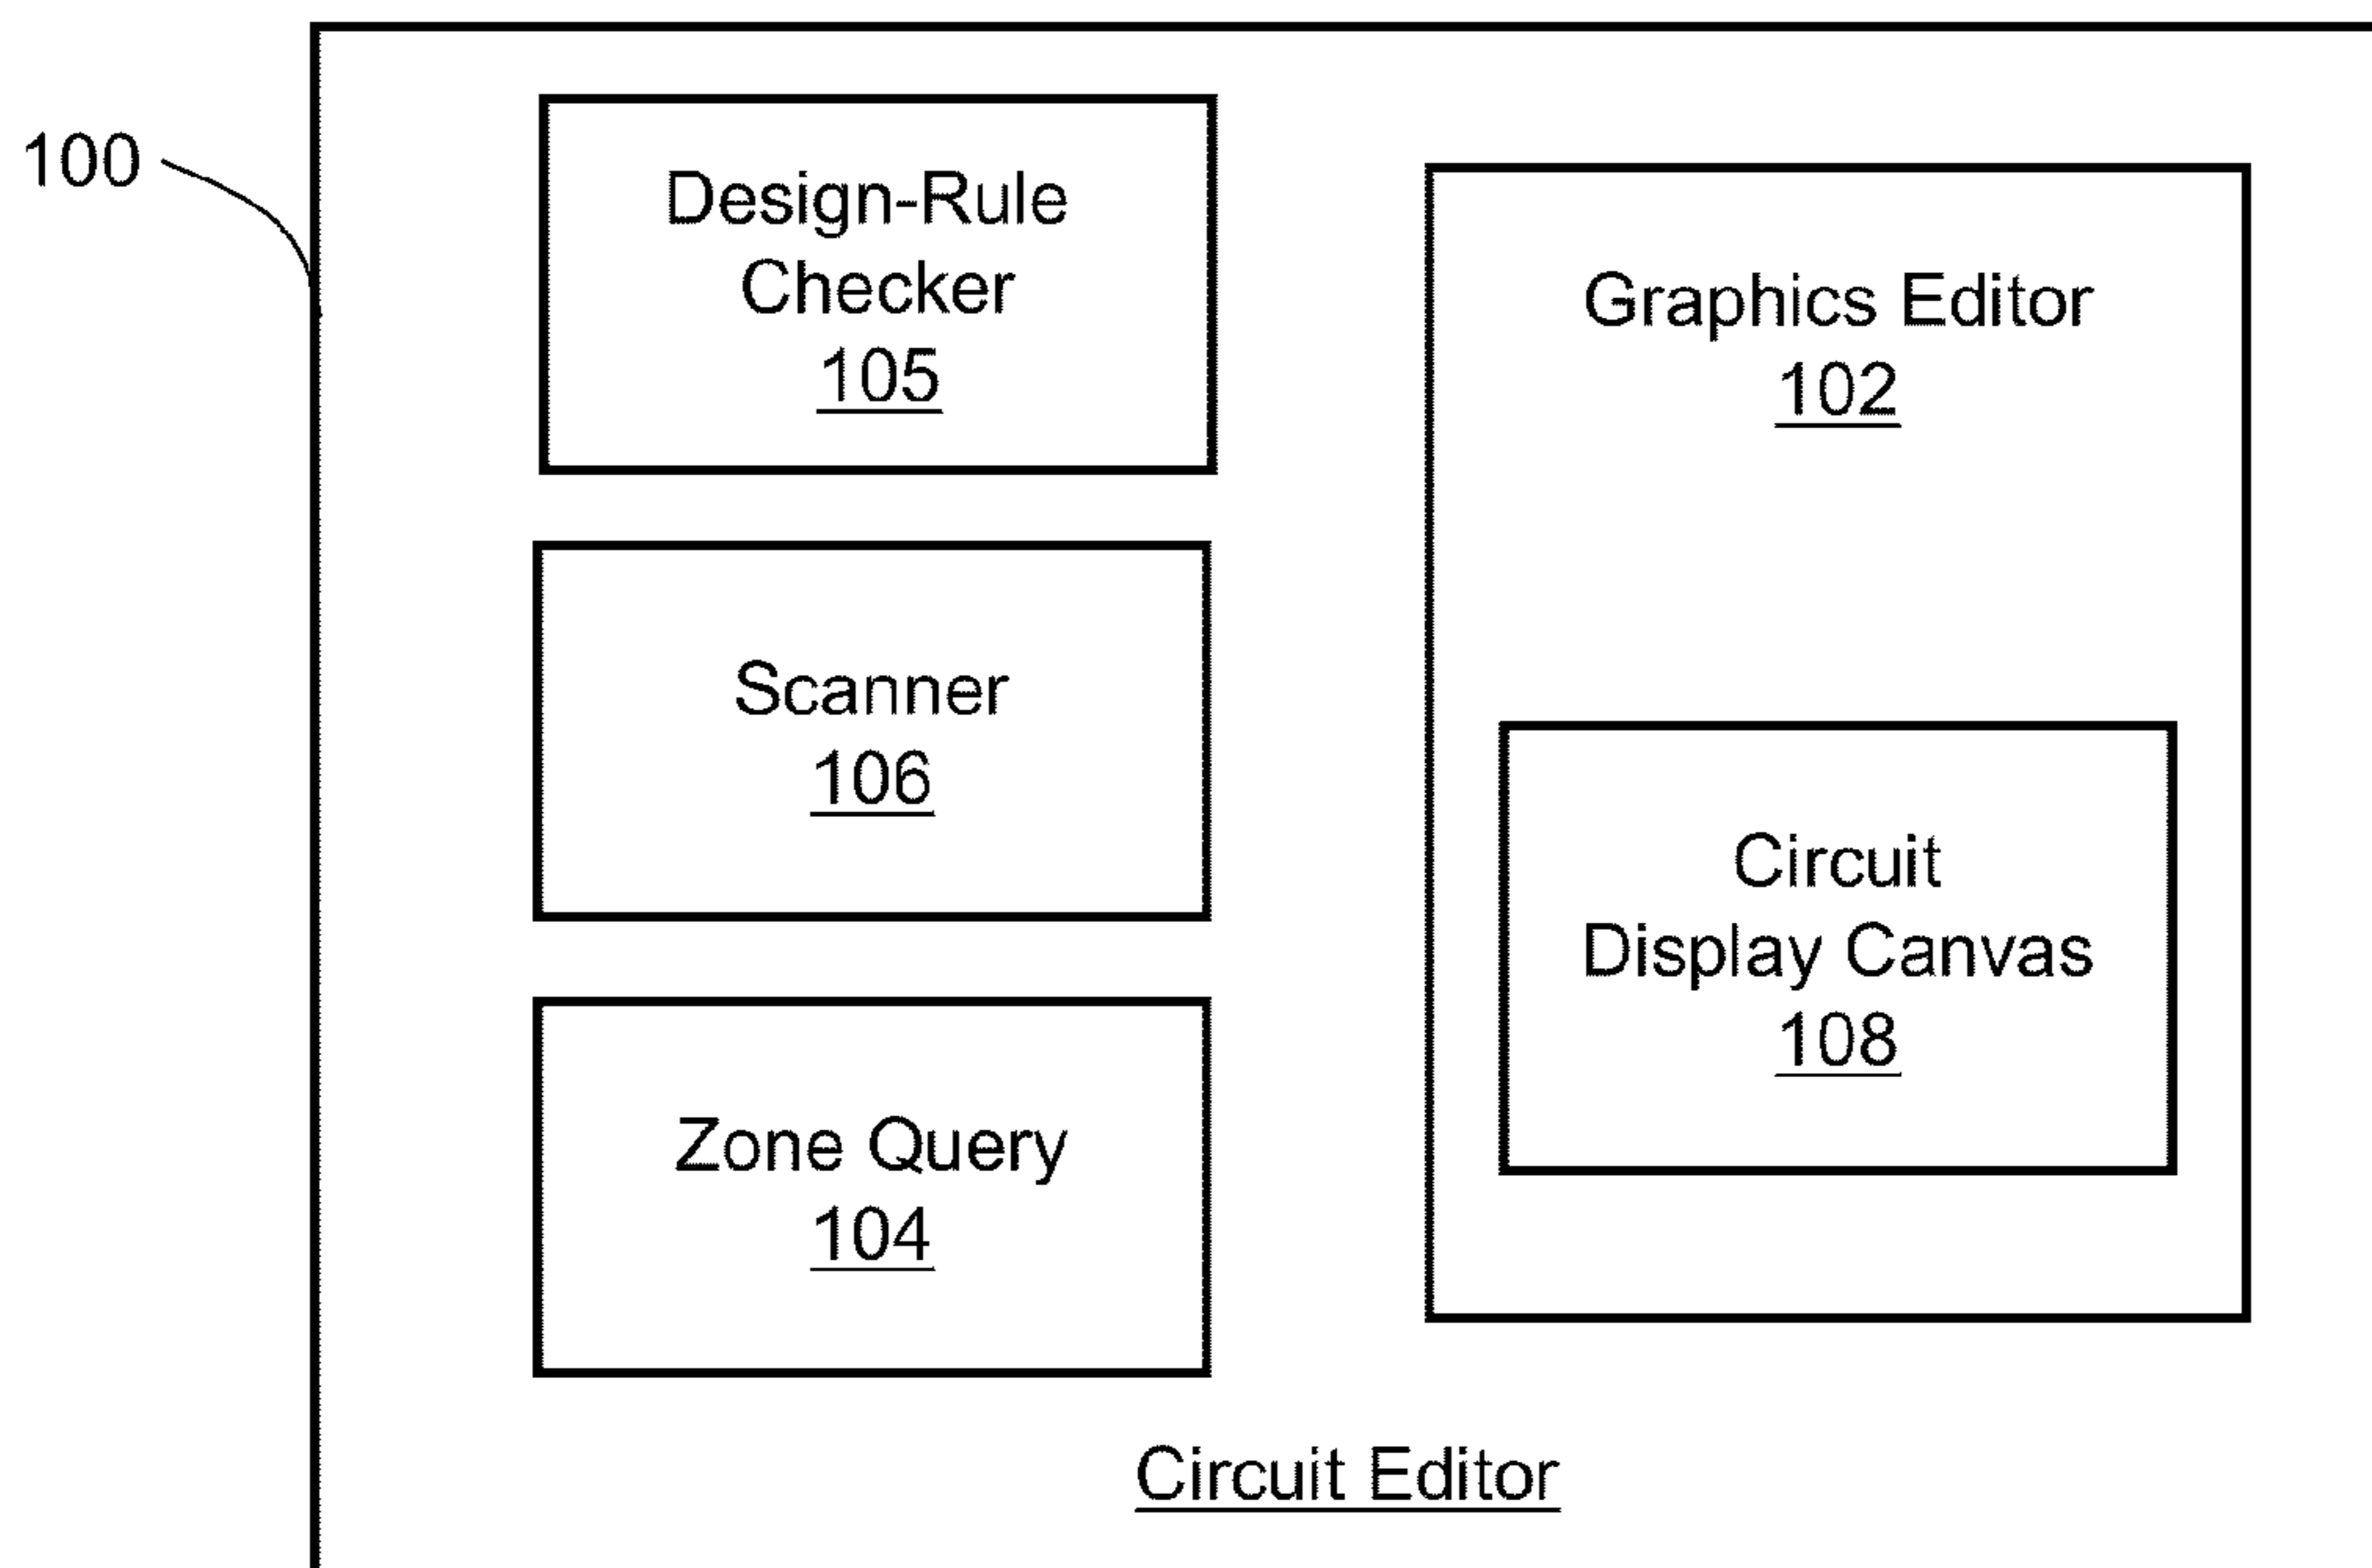 100
Design-Rule
Checker
105
Scanner
106
Zone Query
104
Graphics Editor
102
Circuit
Display Canvas
108
Circuit Editor